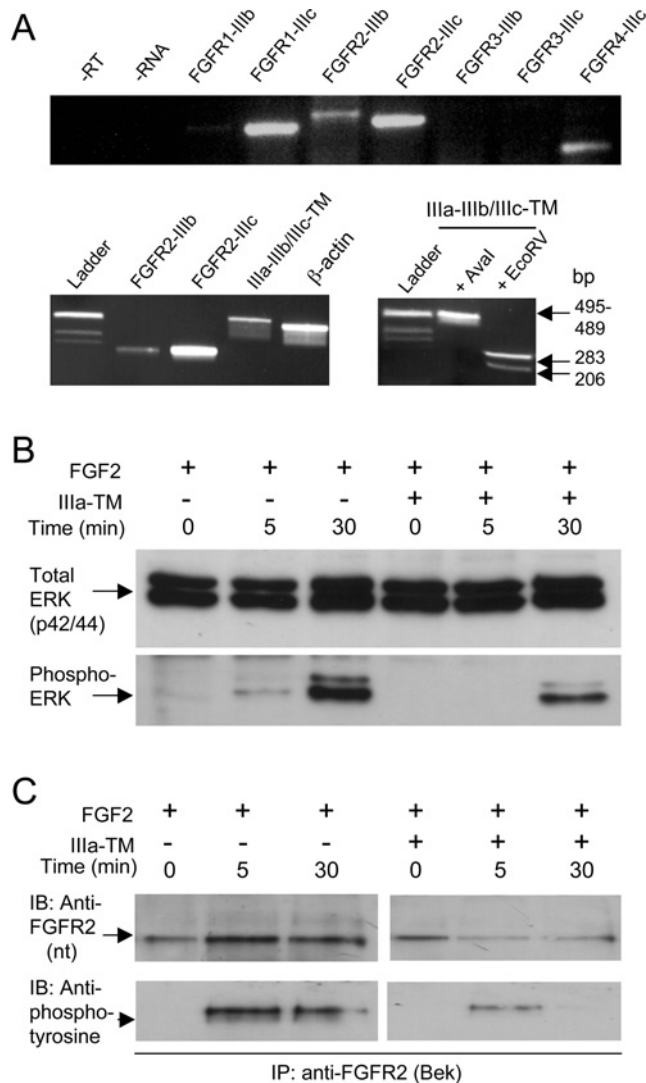 A
-RT
-RNA
FGFR1-IIIb
FGFR1-IIIc
FGFR2-IIIb
FGFR2-IIIc
FGFR3-IIIb
FGFR3-IIIc
FGFR4-IIIc
Ladder
FGFR2-IIIb
FGFR2-IIIc
IIIa-IIIb/IIIc-TM
β-actin
IIIa-IIIb/IIIc-TM
Ladder
+ AvaI
+ EcoRV
bp
495-
489
283
206
B
FGF2 + + + + + +
IIIa-TM - - - + + +
Time (min) 0 5 30 0 5 30
Total
ERK
(p42/44)
Phospho-
ERK
C
FGF2 + + + + + +
IIIa-TM - - - + + +
Time (min) 0 5 30 0 5 30
IB: Anti-
FGFR2
(nt)
IB: Anti-
phospho-
tyrosine
IP: anti-FGFR2 (Bek)